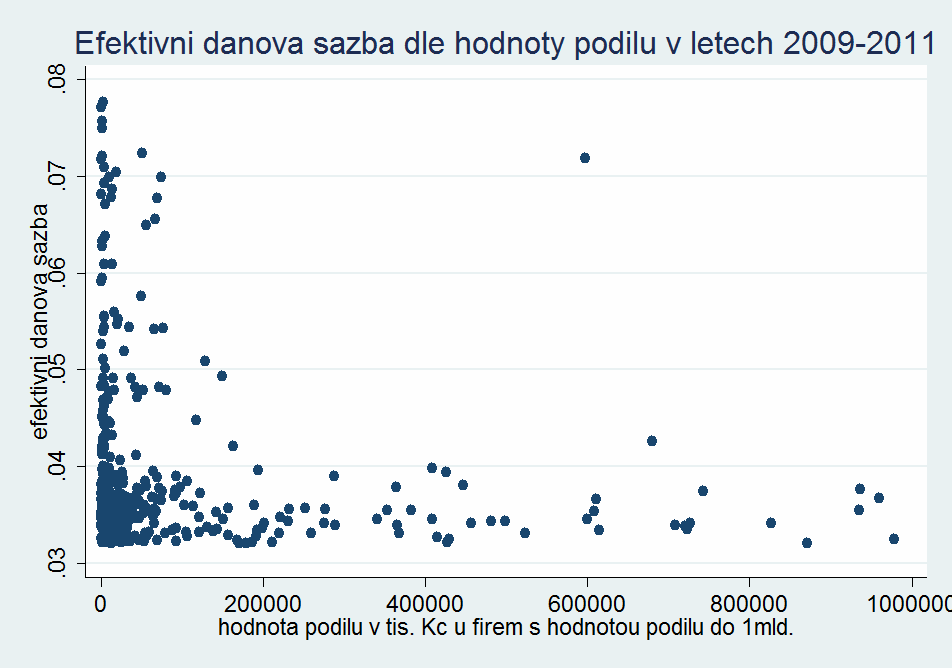 Efektivni danova sazba dle hodnoty podilu v letech 2009-2011
efektivni danova sazba
.08
.07
.06
.05
.04
.03
0 200000 400000 600000 800000 1000000
hodnota podilu v tis. Kc u firem s hodnotou podilu do 1mld.